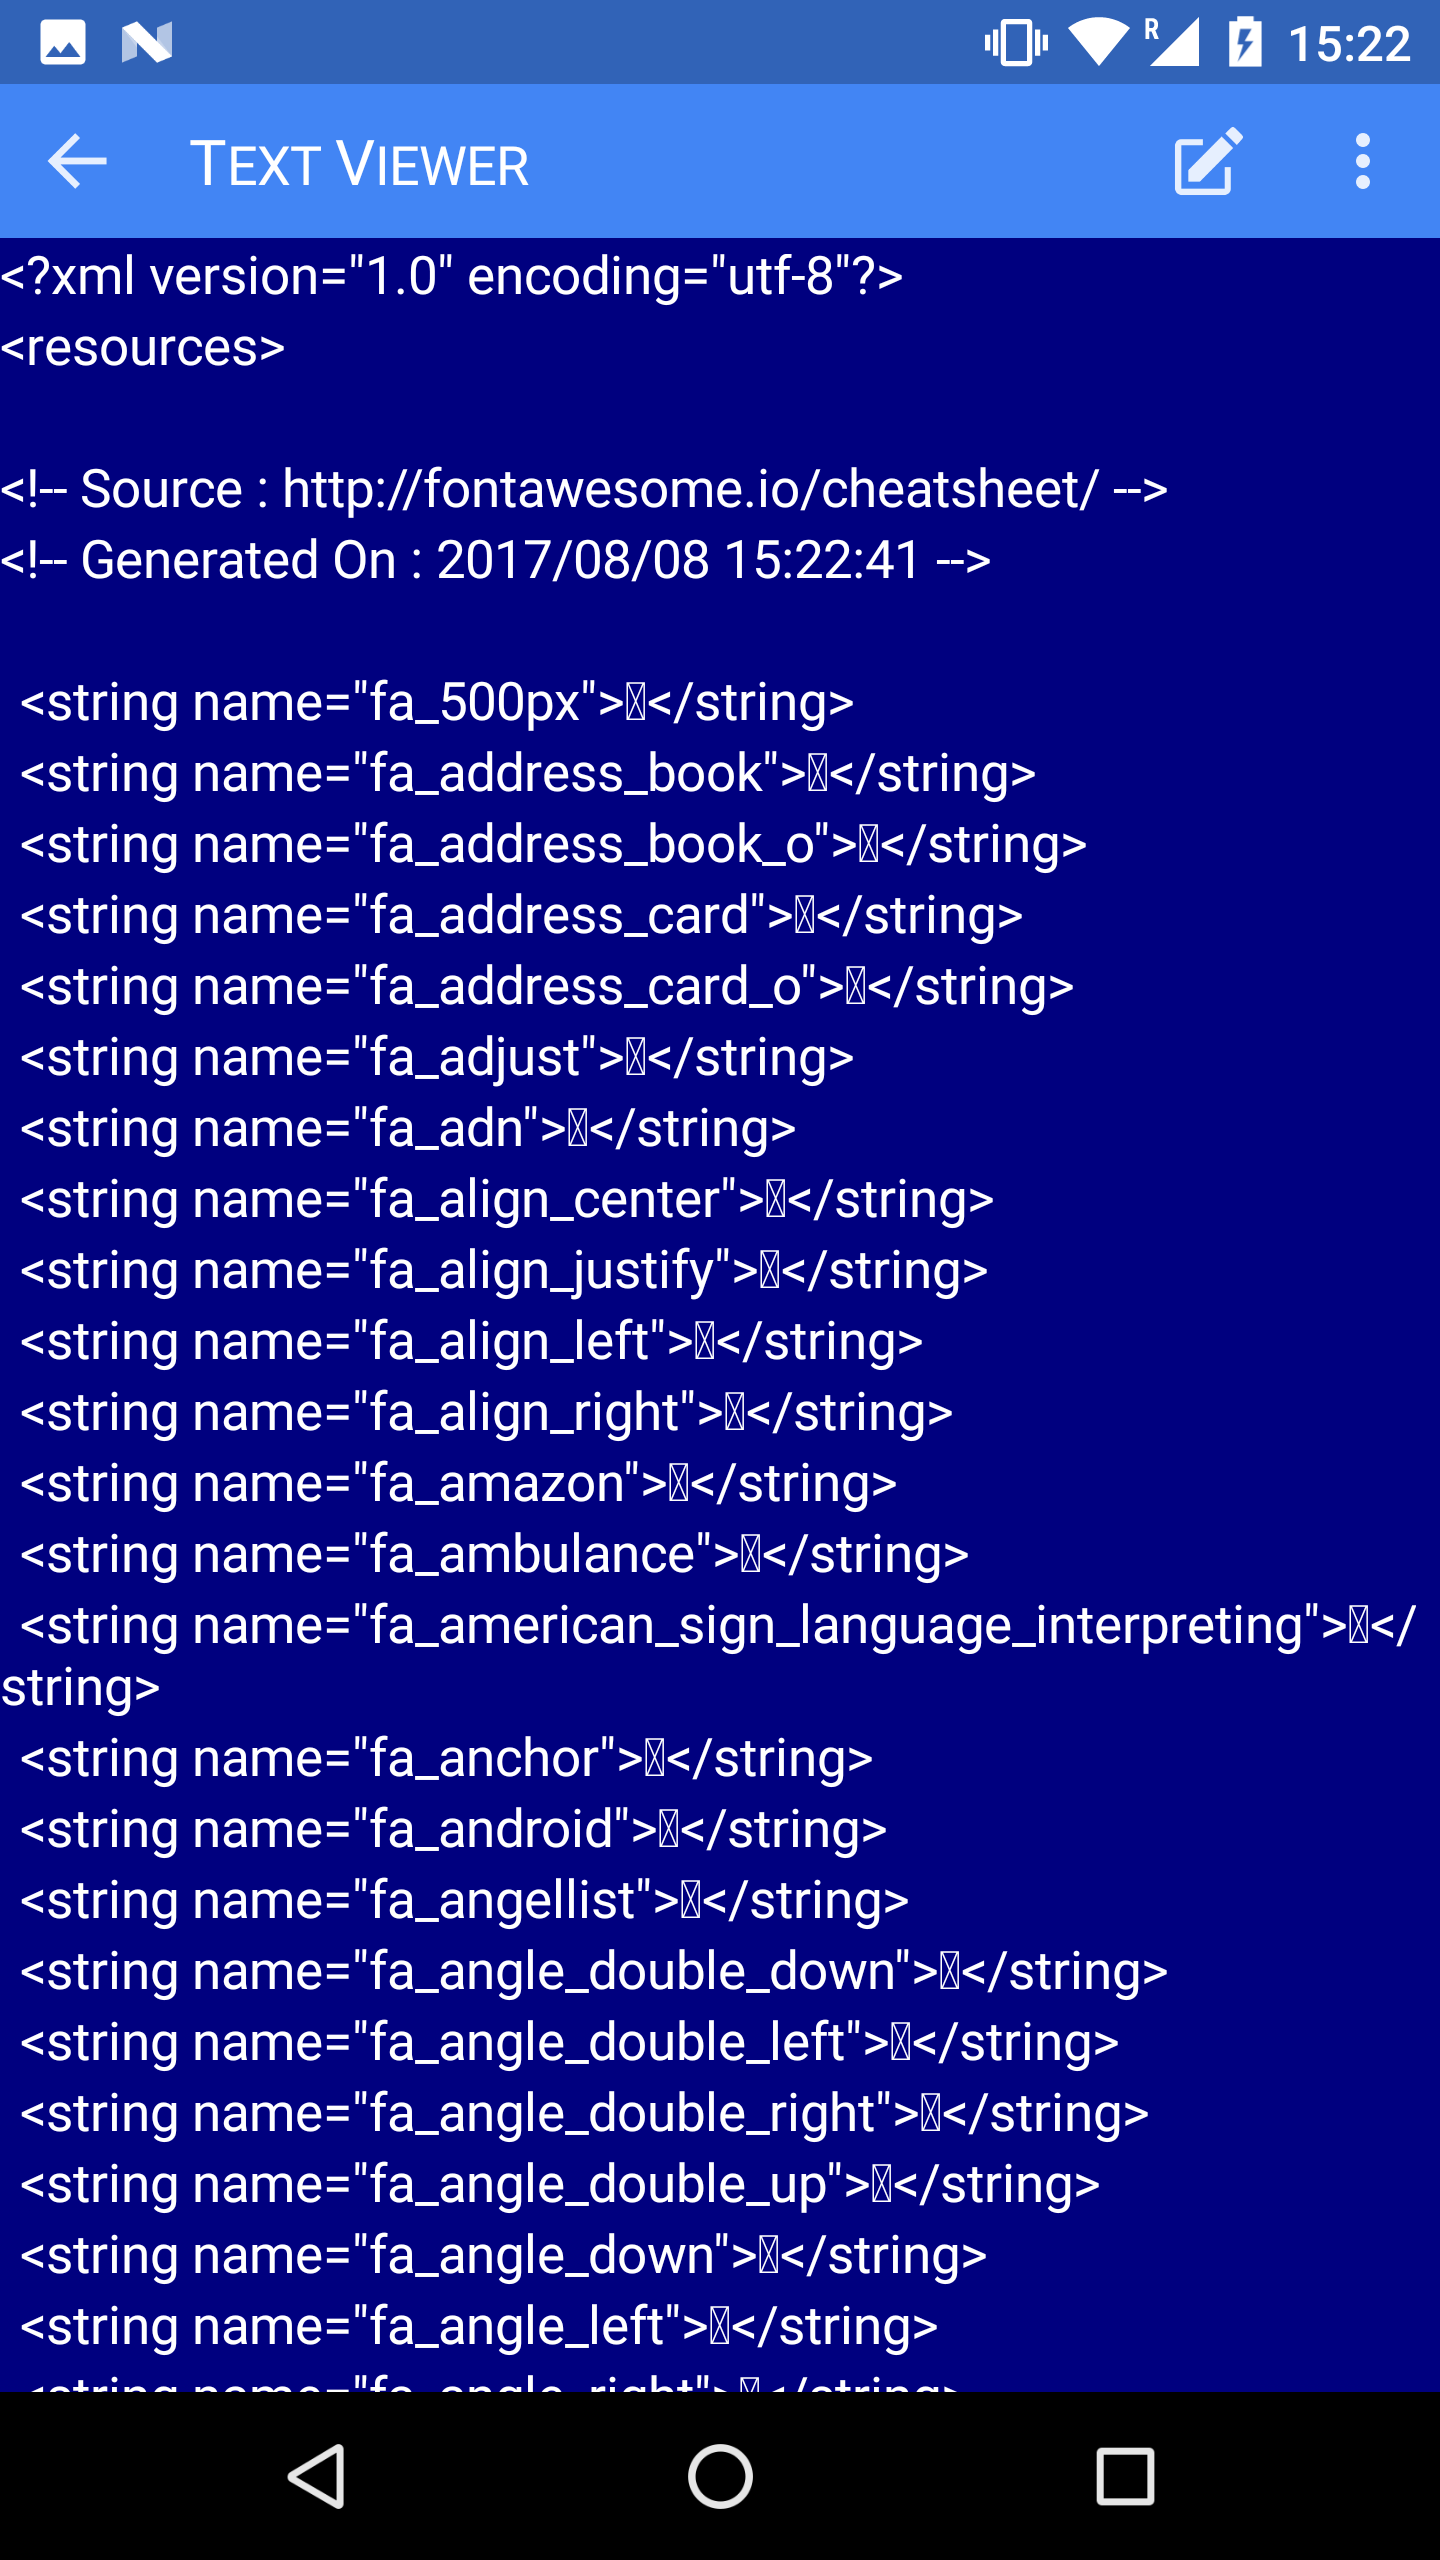 R 15:22
TEXT VIEWER
<?xml version="1.0" encoding="utf-8"?>
<resources>
<!-- Source : http://fontawesome.io/cheatsheet/ -->
<!-- Generated On : 2017/08/08 15:22:41 -->
<string name="fa_500px"></string>
<string name="fa_address_book"></string>
<string name="fa_address_book_o"></string>
<string name="fa_address_card"></string>
<string name="fa_address_card_o"></string>
<string name="fa_adjust"></string>
<string name="fa_adn"></string>
<string name="fa_align_center"></string>
<string name="fa_align_justify"></string>
<string name="fa_align_left"></string>
<string name="fa_align_right"></string>
<string name="fa_amazon"></string>
<string name="fa_ambulance"></string>
<string name="fa_american_sign_language_interpreting"></
string>
<string name="fa_anchor"></string>
<string name="fa_android"></string>
<string name="fa_angellist"></string>
<string name="fa_angle_double_down"></string>
<string name="fa_angle_double_left"></string>
<string name="fa_angle_double_right"></string>
<string name="fa_angle_double_up"></string>
<string name="fa_angle_down"></string>
<string name="fa_angle_left"></string>
<string name="fa_angle_right"></string>